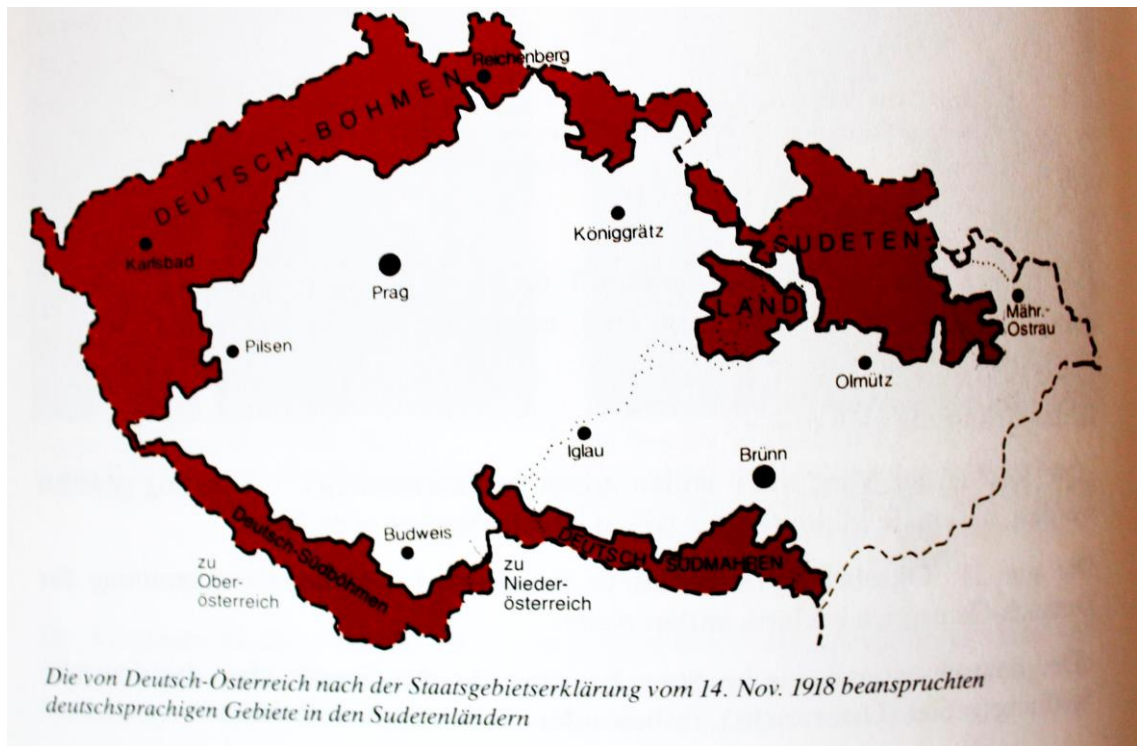 Reichenberg
DEUTSCH-BÖHMEN
Königgrätz
SUDETEN-
Karlsbad
Prag
LAND
Mähr.-
Ostrau
Pilsen
Olmütz
Iglau
Brünn
Deutsch-Südböhmen
Budweis
DEUTSCH-SÜDMÄHREN
zu
Ober-
österreich
zu
Nieder-
österreich
Die von Deutsch-Österreich nach der Staatsgebietserklärung vom 14. Nov. 1918 beanspruchten
deutschsprachigen Gebiete in den Sudetenländern